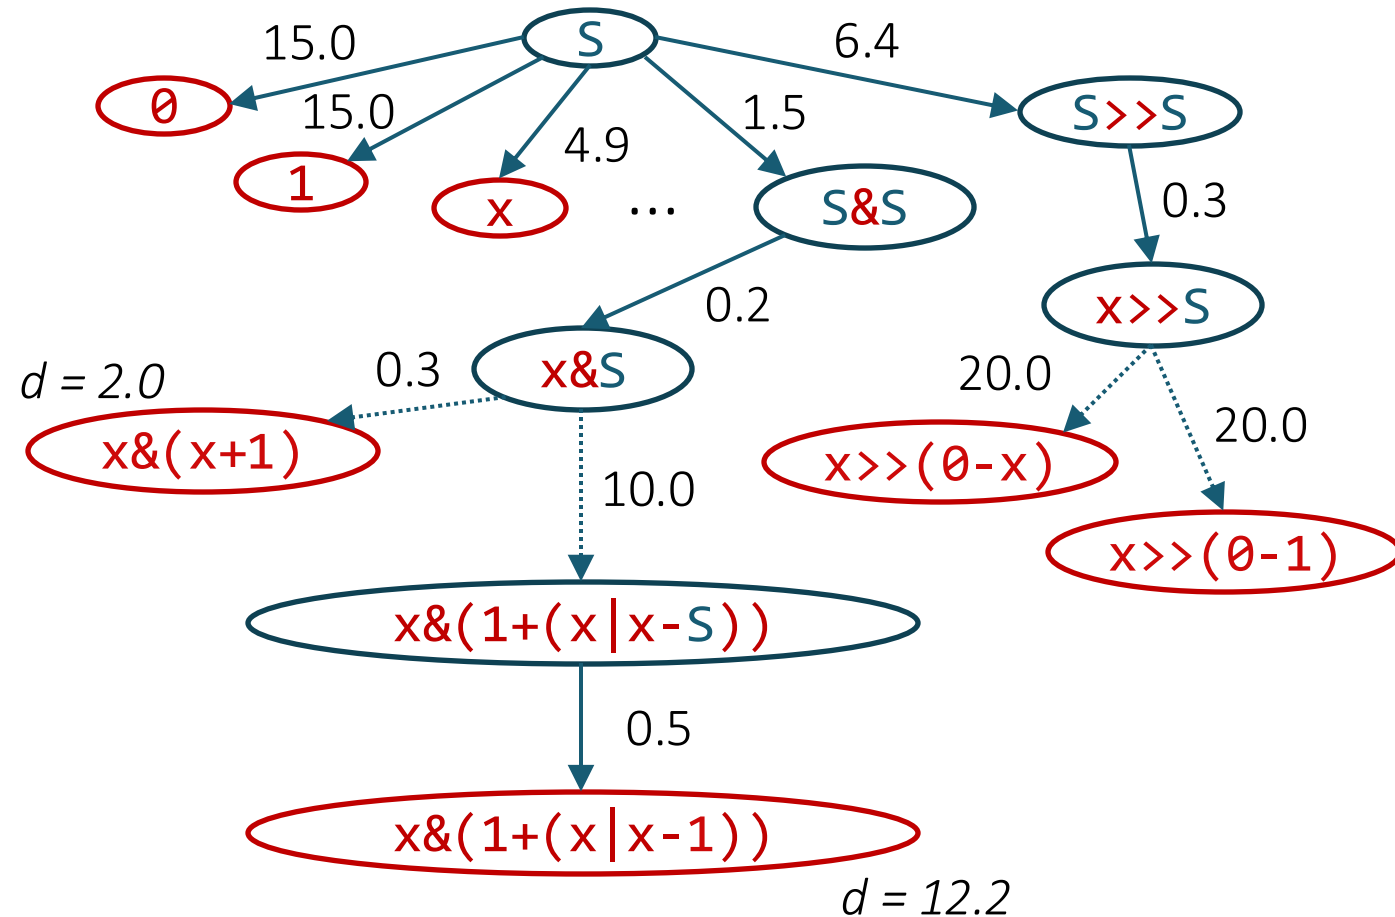 S
15.0
6.4
0
15.0
1.5
S>>S
4.9
1
x
...
S&S
0.3
0.2
x>>S
x&S
0.3
d = 2.0
20.0
20.0
x&(x+1)
x>>(0-x)
10.0
x>>(0-1)
x&(1+(x|x-S))
0.5
x&(1+(x|x-1))
d = 12.2